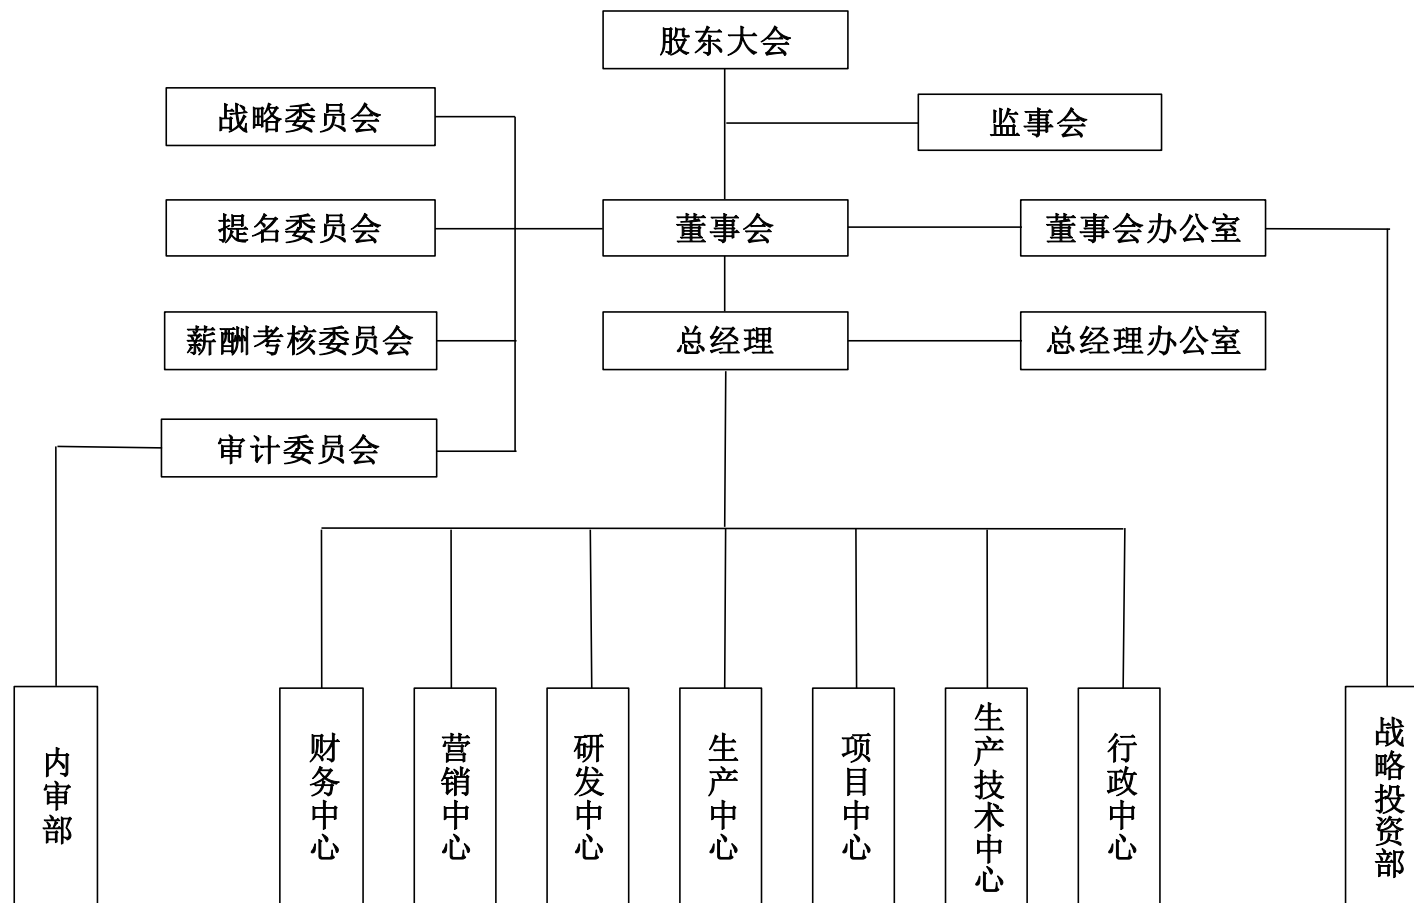 股东大会
战略委员会
监事会
提名委员会
董事会
董事会办公室
薪酬考核委员会
总经理
总经理办公室
审计委员会
内审部
财务中心
营销中心
研发中心
生产中心
项目中心
生产技术中心
行政中心
战略投资部